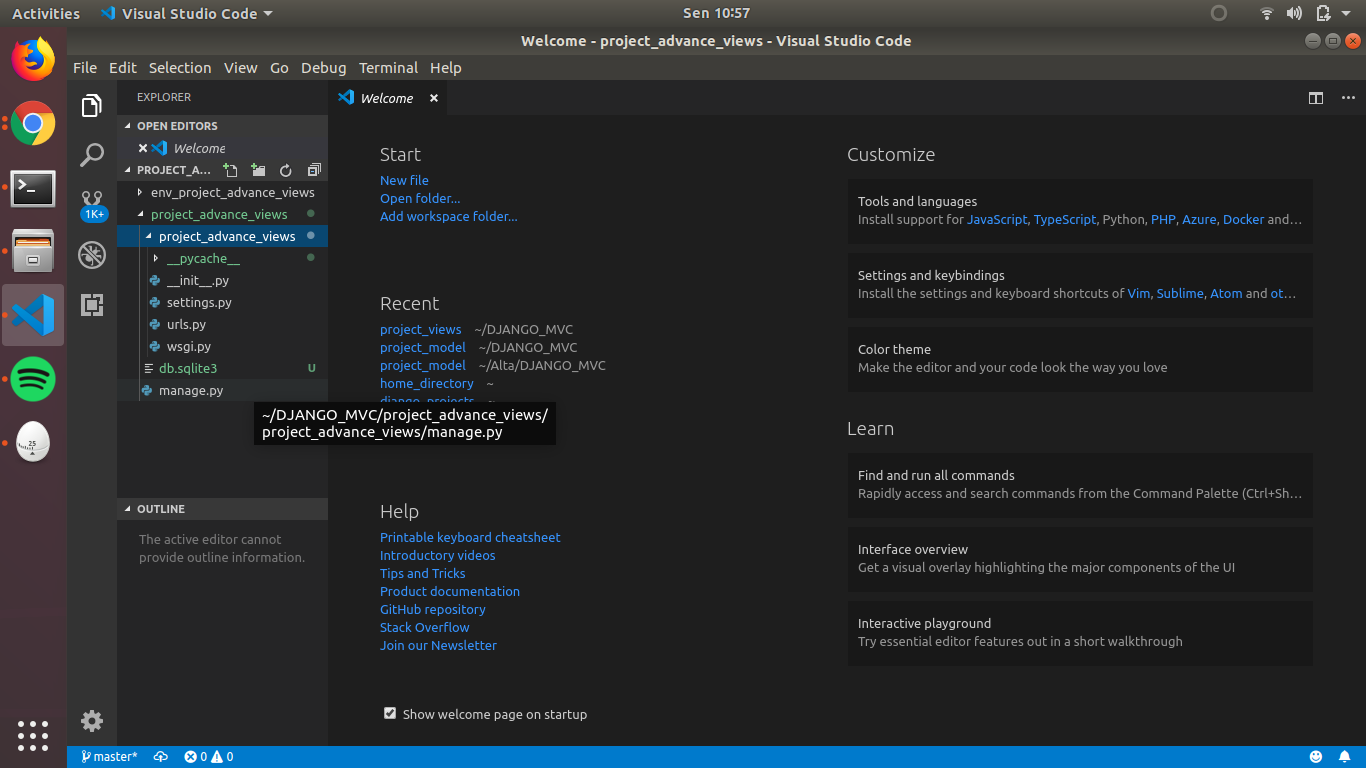 Activities Visual Studio Code Sen 10:57
Welcome - project_advance_views - Visual Studio Code
File Edit Selection View Go Debug Terminal Help
EXPLORER
OPEN EDITORS
Welcome
PROJECT_A...
env_project_advance_views
project_advance_views
project_advance_views
__pycache__
__init__.py
settings.py
urls.py
wsgi.py
db.sqlite3 U
manage.py
~/DJANGO_MVC/project_advance_views/
project_advance_views/manage.py
OUTLINE
The active editor cannot
provide outline information.
1K+
25
Welcome
Start
New file
Open folder...
Add workspace folder...
Recent
project_views ~/DJANGO_MVC
project_model ~/DJANGO_MVC
project_model ~/Alta/DJANGO_MVC
home_directory ~
django_projects ~
Help
Printable keyboard cheatsheet
Introductory videos
Tips and Tricks
Product documentation
GitHub repository
Stack Overflow
Join our Newsletter
Show welcome page on startup
Customize
Tools and languages
Install support for JavaScript, TypeScript, Python, PHP, Azure, Docker and...
Settings and keybindings
Install the settings and keyboard shortcuts of Vim, Sublime, Atom and ot...
Color theme
Make the editor and your code look the way you love
Learn
Find and run all commands
Rapidly access and search commands from the Command Palette (Ctrl+Sh...
Interface overview
Get a visual overlay highlighting the major components of the UI
Interactive playground
Try essential editor features out in a short walkthrough
master* 0 0